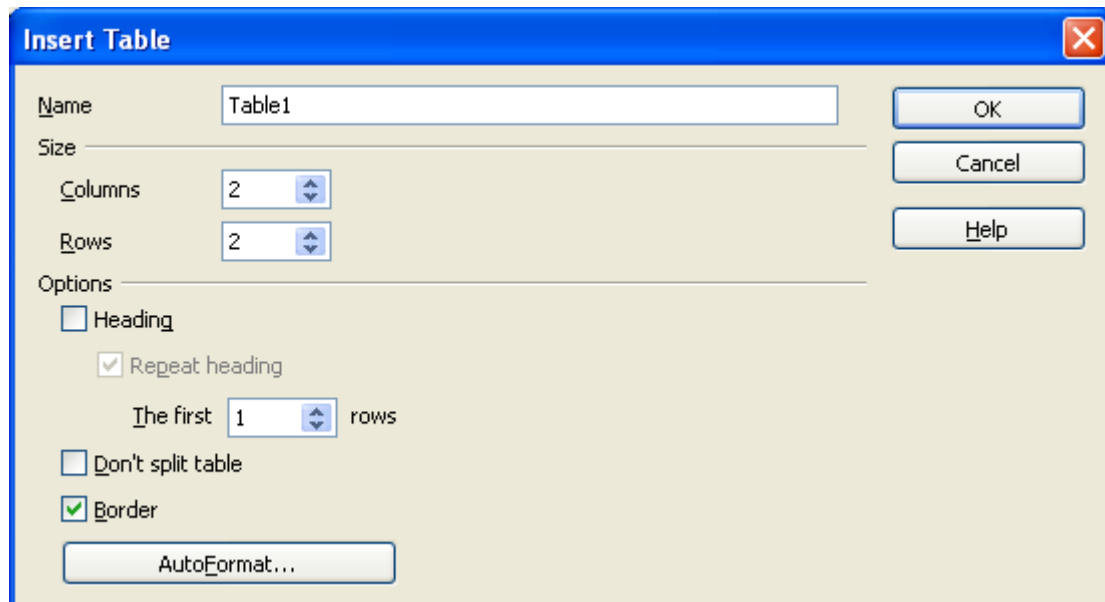 Insert Table
Name Table1 OK
Size
Cancel
Columns 2
Rows 2 Help
Options
Heading
Repeat heading
The first 1 rows
Don't split table
Border
AutoFormat...